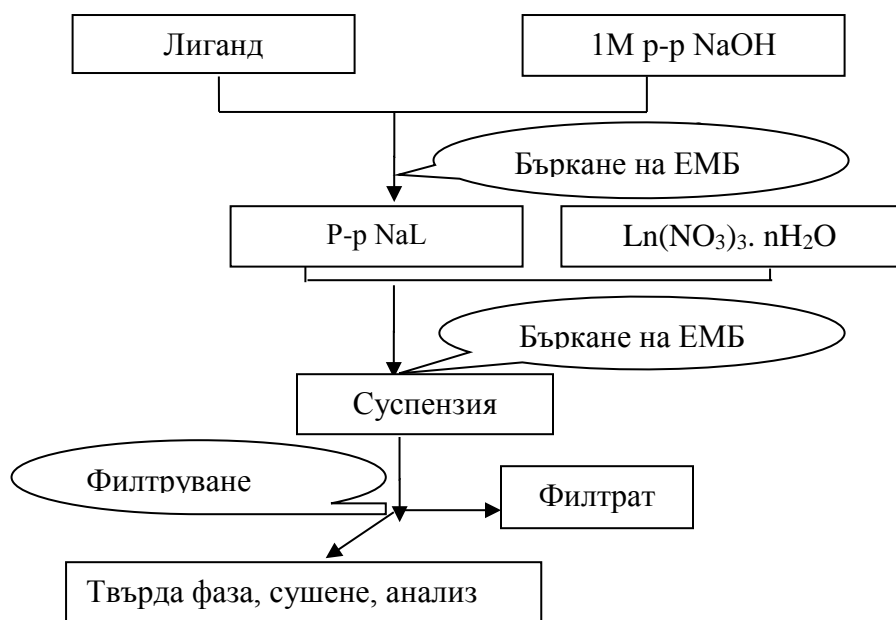 Лиганд
1М р-р NaOH
Бъркане на ЕМБ
Р-р NaL
Ln(NO₃)₃. nH₂O
Бъркане на ЕМБ
Суспензия
Филтруване
Филтрат
Твърда фаза, сушене, анализ